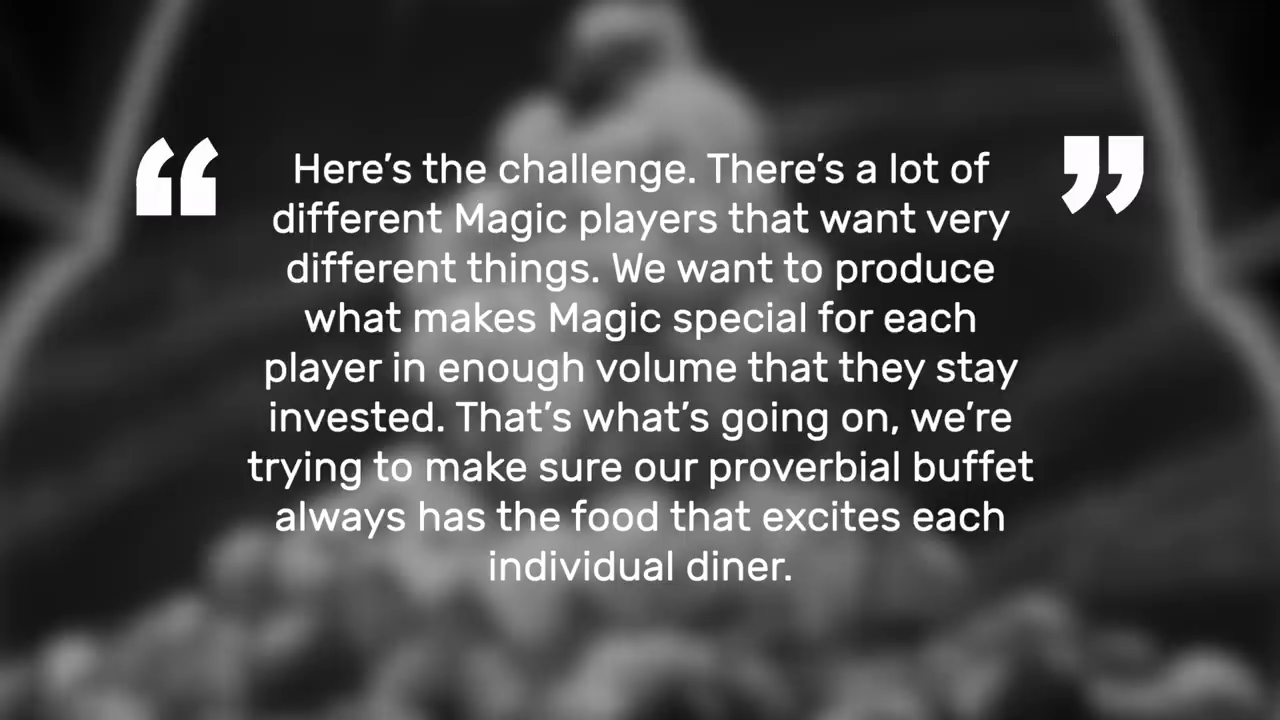 “Here’s the challenge. There’s a lot of”
different Magic players that want very
different things. We want to produce
what makes Magic special for each
player in enough volume that they stay
invested. That’s what’s going on, we’re
trying to make sure our proverbial buffet
always has the food that excites each
individual diner.